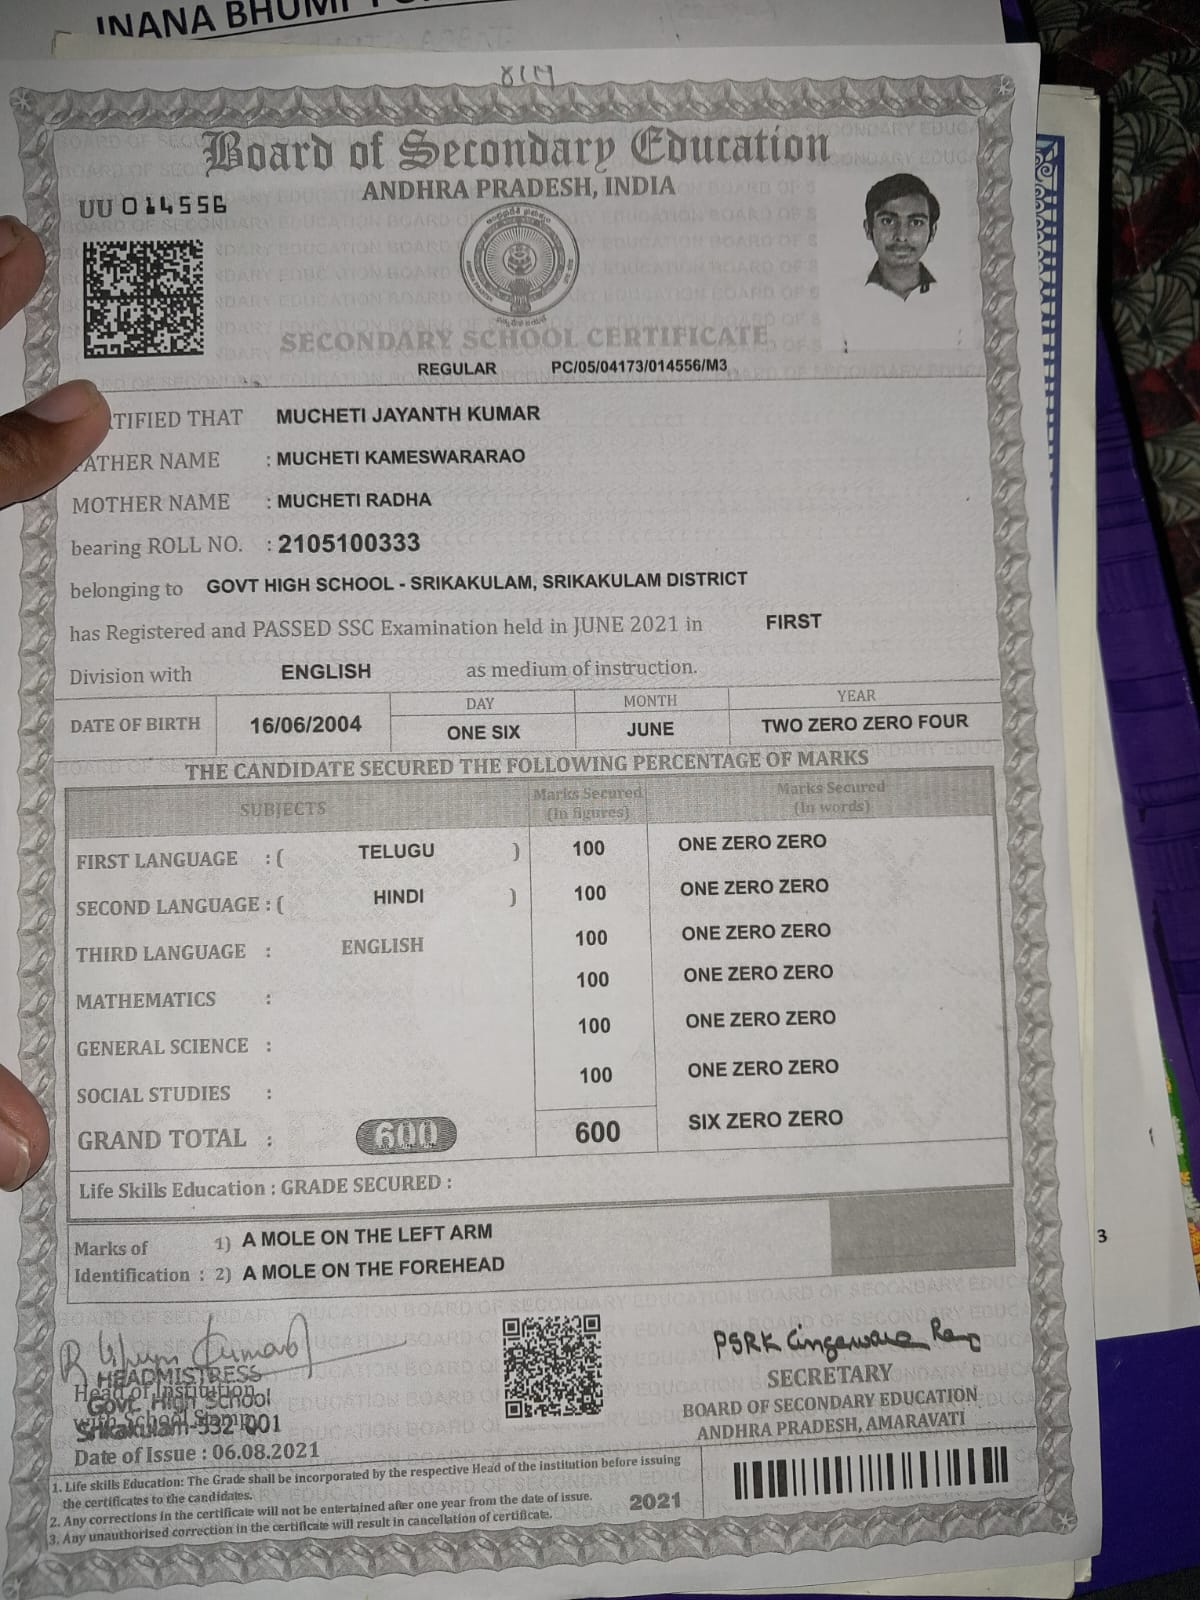 JNANA BHUMI
Board of Secondary Education
ANDHRA PRADESH, INDIA
UU 014556
SECONDARY SCHOOL CERTIFICATE
REGULAR PC/05/04173/014556/M3
TIFIED THAT MUCHETI JAYANTH KUMAR
FATHER NAME : MUCHETI KAMESWARARAO
MOTHER NAME : MUCHETI RADHA
bearing ROLL NO. : 2105100333
belonging to GOVT HIGH SCHOOL - SRIKAKULAM, SRIKAKULAM DISTRICT
has Registered and PASSED SSC Examination held in JUNE 2021 in FIRST
Division with ENGLISH as medium of instruction.
DAY MONTH YEAR
DATE OF BIRTH 16/06/2004 ONE SIX JUNE TWO ZERO ZERO FOUR
THE CANDIDATE SECURED THE FOLLOWING PERCENTAGE OF MARKS
SUBJECTS Marks Secured (In figures) Marks Secured (In words)
FIRST LANGUAGE : ( TELUGU ) 100 ONE ZERO ZERO
SECOND LANGUAGE : ( HINDI ) 100 ONE ZERO ZERO
THIRD LANGUAGE : ENGLISH 100 ONE ZERO ZERO
MATHEMATICS : 100 ONE ZERO ZERO
GENERAL SCIENCE : 100 ONE ZERO ZERO
SOCIAL STUDIES : 100 ONE ZERO ZERO
GRAND TOTAL : 600 600 SIX ZERO ZERO
Life Skills Education : GRADE SECURED :
Marks of 1) A MOLE ON THE LEFT ARM
Identification : 2) A MOLE ON THE FOREHEAD
3
HEADMISTRESS
Head of Institution
Govt. High School
with School Stamp
Srikakulam-532 001
Date of Issue : 06.08.2021
SECRETARY
BOARD OF SECONDARY EDUCATION
ANDHRA PRADESH, AMARAVATI
1. Life skills Education: The Grade shall be incorporated by the respective Head of the institution before issuing
the certificates to the candidates.
2. Any corrections in the certificate will not be entertained after one year from the date of issue.
3. Any unauthorised correction in the certificate will result in cancellation of certificate.
2021